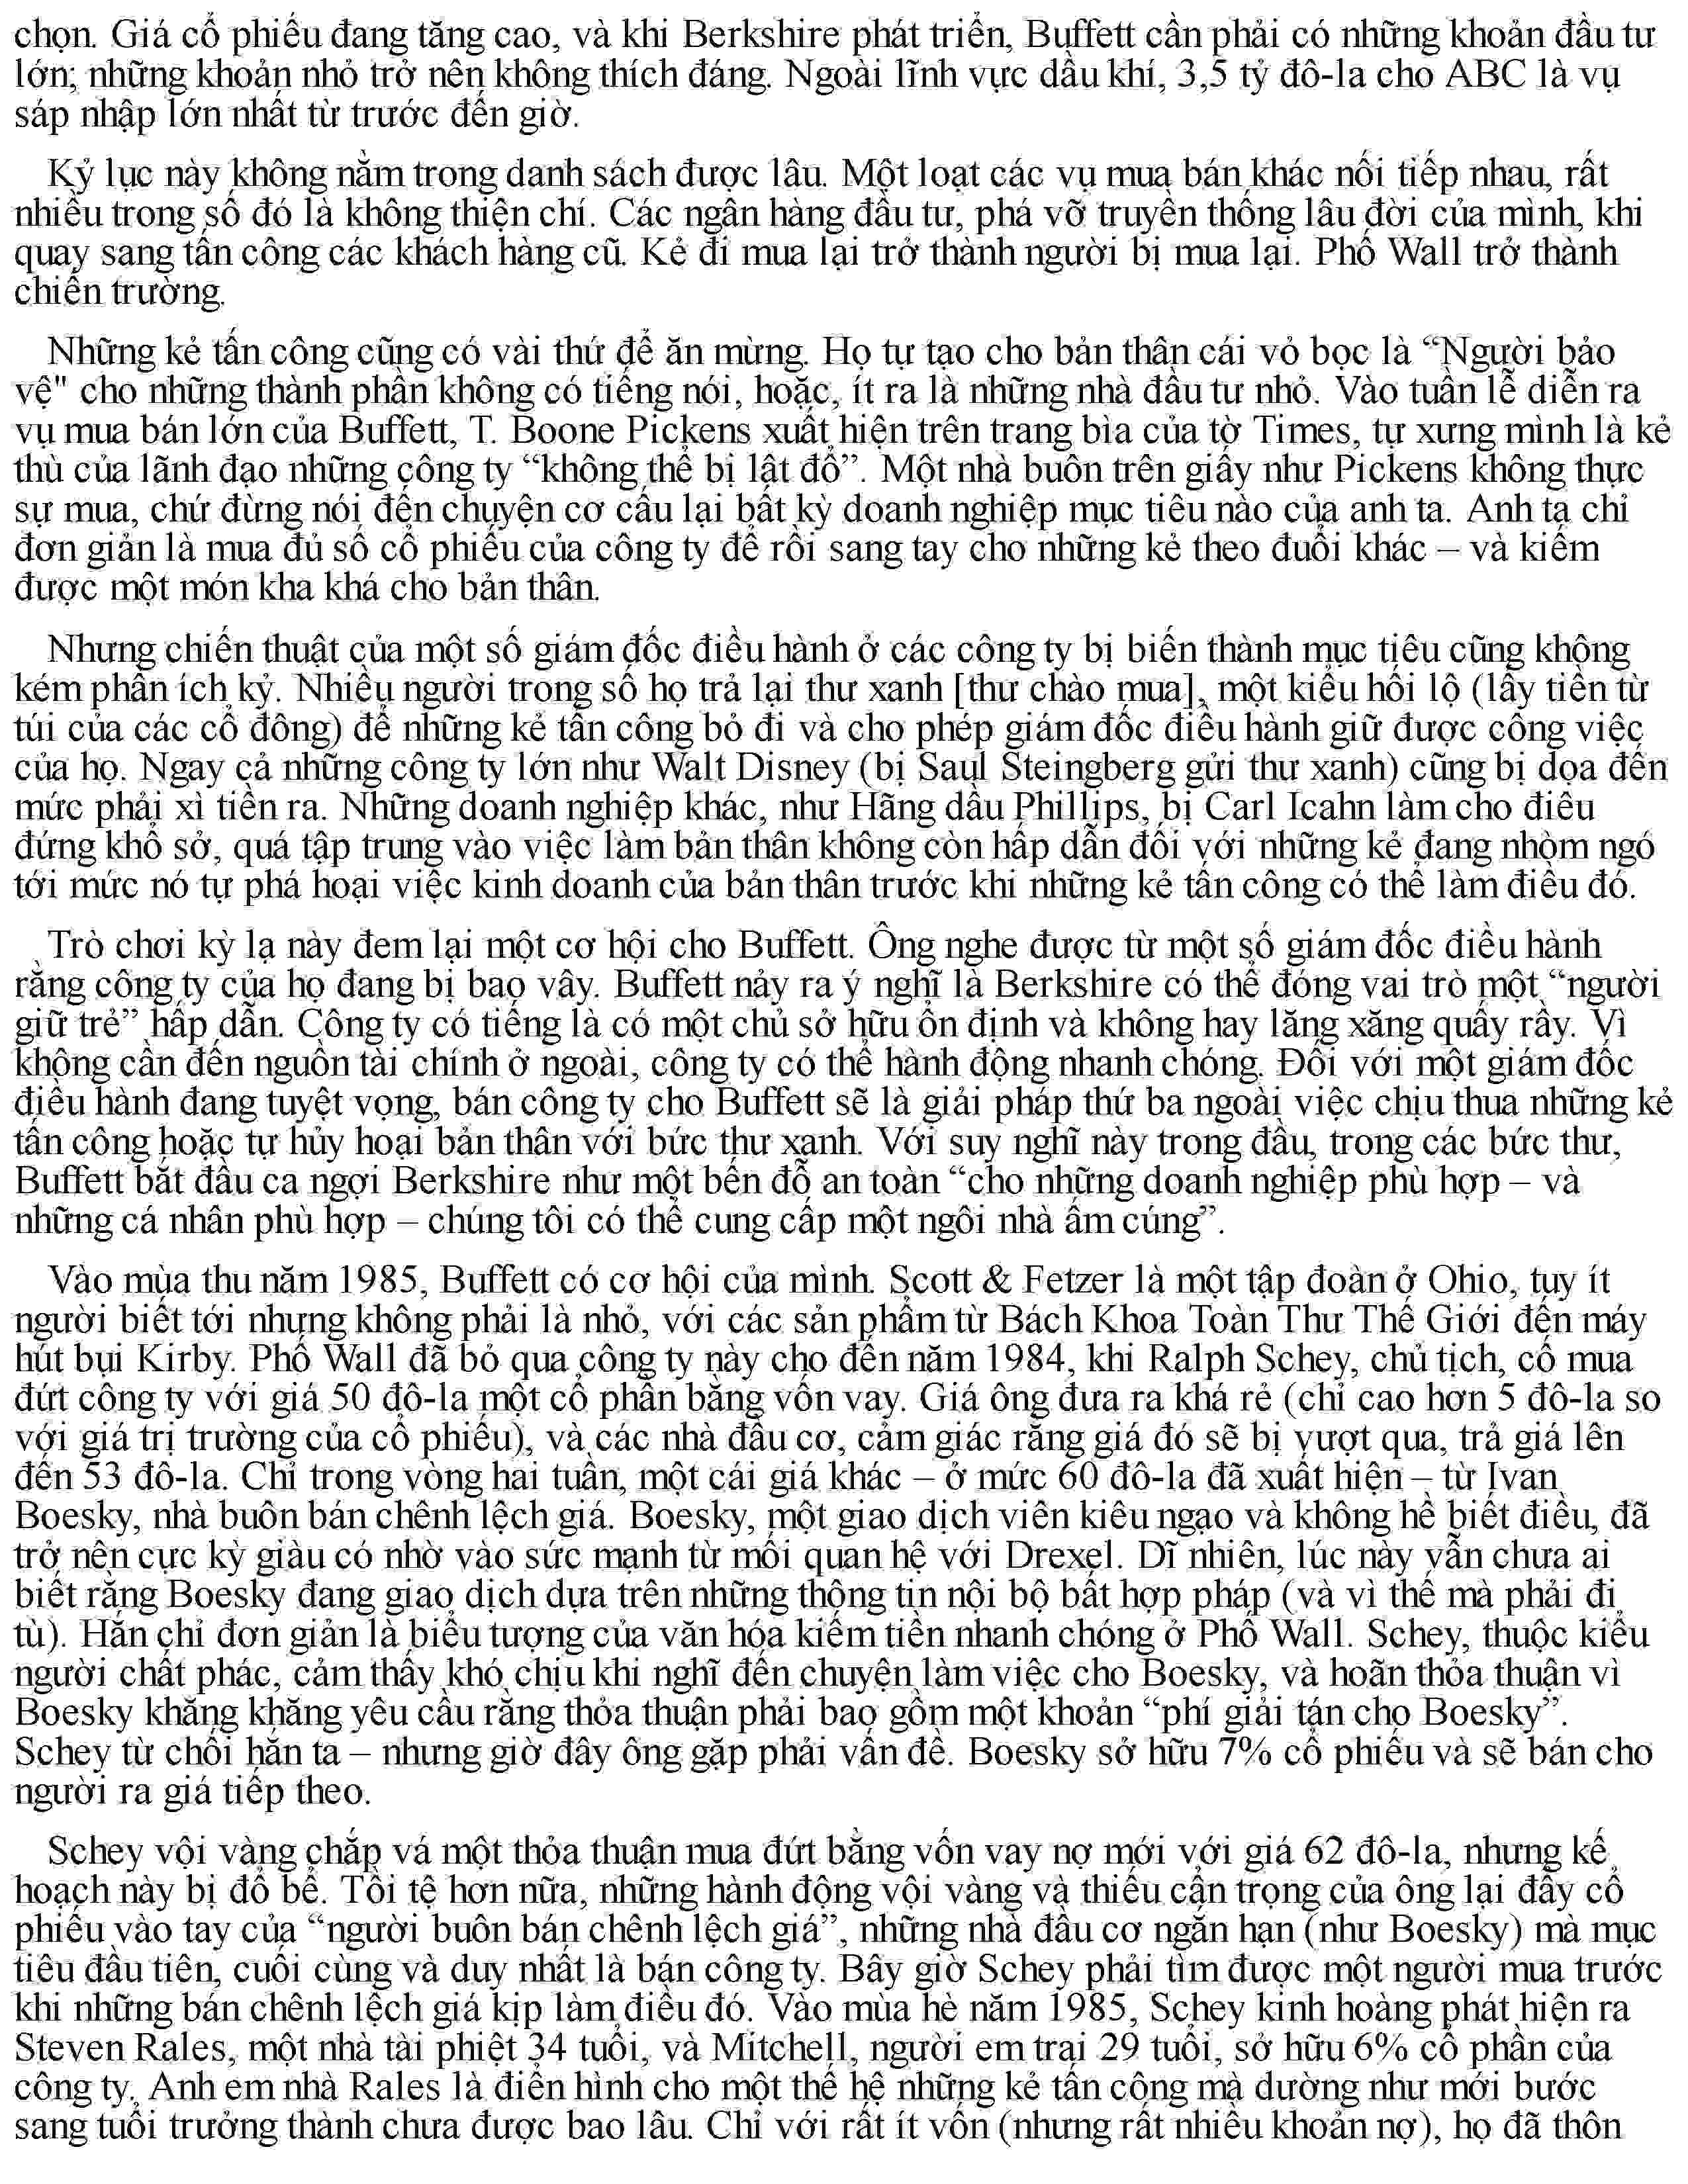 chọn. Giá cổ phiếu đang tăng cao, và khi Berkshire phát triển, Buffett cần phải có những khoản đầu tư
lớn; những khoản nhỏ trở nên không thích đáng. Ngoài lĩnh vực dầu khí, 3,5 tỷ đô-la cho ABC là vụ
sáp nhập lớn nhất từ trước đến giờ.
Kỷ lục này không nằm trong danh sách được lâu. Một loạt các vụ mua bán khác nối tiếp nhau, rất
nhiều trong số đó là không thiện chí. Các ngân hàng đầu tư, phá vỡ truyền thống lâu đời của mình, khi
quay sang tấn công các khách hàng cũ. Kẻ đi mua lại trở thành người bị mua lại. Phố Wall trở thành
chiến trường.
Những kẻ tấn công cũng có vài thứ để ăn mừng. Họ tự tạo cho bản thân cái vỏ bọc là “Người bảo
vệ" cho những thành phần không có tiếng nói, hoặc, ít ra là những nhà đầu tư nhỏ. Vào tuần lễ diễn ra
vụ mua bán lớn của Buffett, T. Boone Pickens xuất hiện trên trang bìa của tờ Times, tự xưng mình là kẻ
thù của lãnh đạo những công ty “không thể bị lật đổ”. Một nhà buôn trên giấy như Pickens không thực
sự mua, chứ đừng nói đến chuyện cơ cấu lại bất kỳ doanh nghiệp mục tiêu nào của anh ta. Anh ta chỉ
đơn giản là mua đủ số cổ phiếu của công ty để rồi sang tay cho những kẻ theo đuổi khác – và kiếm
được một món kha khá cho bản thân.
Nhưng chiến thuật của một số giám đốc điều hành ở các công ty bị biến thành mục tiêu cũng không
kém phần ích kỷ. Nhiều người trong số họ trả lại thư xanh [thư chào mua], một kiểu hối lộ (lấy tiền từ
túi của các cổ đông) để những kẻ tấn công bỏ đi và cho phép giám đốc điều hành giữ được công việc
của họ. Ngay cả những công ty lớn như Walt Disney (bị Saul Steingberg gửi thư xanh) cũng bị dọa đến
mức phải xì tiền ra. Những doanh nghiệp khác, như Hãng dầu Phillips, bị Carl Icahn làm cho điêu
đứng khổ sở, quá tập trung vào việc làm bản thân không còn hấp dẫn đối với những kẻ đang nhòm ngó
tới mức nó tự phá hoại việc kinh doanh của bản thân trước khi những kẻ tấn công có thể làm điều đó.
Trò chơi kỳ lạ này đem lại một cơ hội cho Buffett. Ông nghe được từ một số giám đốc điều hành
rằng công ty của họ đang bị bao vây. Buffett nảy ra ý nghĩ là Berkshire có thể đóng vai trò một “người
giữ trẻ” hấp dẫn. Công ty có tiếng là có một chủ sở hữu ổn định và không hay lăng xăng quấy rầy. Vì
không cần đến nguồn tài chính ở ngoài, công ty có thể hành động nhanh chóng. Đối với một giám đốc
điều hành đang tuyệt vọng, bán công ty cho Buffett sẽ là giải pháp thứ ba ngoài việc chịu thua những kẻ
tấn công hoặc tự hủy hoại bản thân với bức thư xanh. Với suy nghĩ này trong đầu, trong các bức thư,
Buffett bắt đầu ca ngợi Berkshire như một bến đỗ an toàn “cho những doanh nghiệp phù hợp – và
những cá nhân phù hợp – chúng tôi có thể cung cấp một ngôi nhà ấm cúng”.
Vào mùa thu năm 1985, Buffett có cơ hội của mình. Scott & Fetzer là một tập đoàn ở Ohio, tuy ít
người biết tới nhưng không phải là nhỏ, với các sản phẩm từ Bách Khoa Toàn Thư Thế Giới đến máy
hút bụi Kirby. Phố Wall đã bỏ qua công ty này cho đến năm 1984, khi Ralph Schey, chủ tịch, cố mua
đứt công ty với giá 50 đô-la một cổ phần bằng vốn vay. Giá ông đưa ra khá rẻ (chỉ cao hơn 5 đô-la so
với giá trị trường của cổ phiếu), và các nhà đầu cơ, cảm giác rằng giá đó sẽ bị vượt qua, trả giá lên
đến 53 đô-la. Chỉ trong vòng hai tuần, một cái giá khác – ở mức 60 đô-la đã xuất hiện – từ Ivan
Boesky, nhà buôn bán chênh lệch giá. Boesky, một giao dịch viên kiêu ngạo và không hề biết điều, đã
trở nên cực kỳ giàu có nhờ vào sức mạnh từ mối quan hệ với Drexel. Dĩ nhiên, lúc này vẫn chưa ai
biết rằng Boesky đang giao dịch dựa trên những thông tin nội bộ bất hợp pháp (và vì thế mà phải đi
tù). Hắn chỉ đơn giản là biểu tượng của văn hóa kiếm tiền nhanh chóng ở Phố Wall. Schey, thuộc kiểu
người chất phác, cảm thấy khó chịu khi nghĩ đến chuyện làm việc cho Boesky, và hoãn thỏa thuận vì
Boesky khăng khăng yêu cầu rằng thỏa thuận phải bao gồm một khoản “phí giải tán cho Boesky”.
Schey từ chối hắn ta – nhưng giờ đây ông gặp phải vấn đề. Boesky sở hữu 7% cổ phiếu và sẽ bán cho
người ra giá tiếp theo.
Schey vội vàng chắp vá một thỏa thuận mua đứt bằng vốn vay nợ mới với giá 62 đô-la, nhưng kế
hoạch này bị đổ bể. Tồi tệ hơn nữa, những hành động vội vàng và thiếu cẩn trọng của ông lại đẩy cổ
phiếu vào tay của “người buôn bán chênh lệch giá”, những nhà đầu cơ ngắn hạn (như Boesky) mà mục
tiêu đầu tiên, cuối cùng và duy nhất là bán công ty. Bây giờ Schey phải tìm được một người mua trước
khi những bán chênh lệch giá kịp làm điều đó. Vào mùa hè năm 1985, Schey kinh hoàng phát hiện ra
Steven Rales, một nhà tài phiệt 34 tuổi, và Mitchell, người em trai 29 tuổi, sở hữu 6% cổ phần của
công ty. Anh em nhà Rales là điển hình cho một thế hệ những kẻ tấn công mà dường như mới bước
sang tuổi trưởng thành chưa được bao lâu. Chỉ với rất ít vốn (nhưng rất nhiều khoản nợ), họ đã thôn